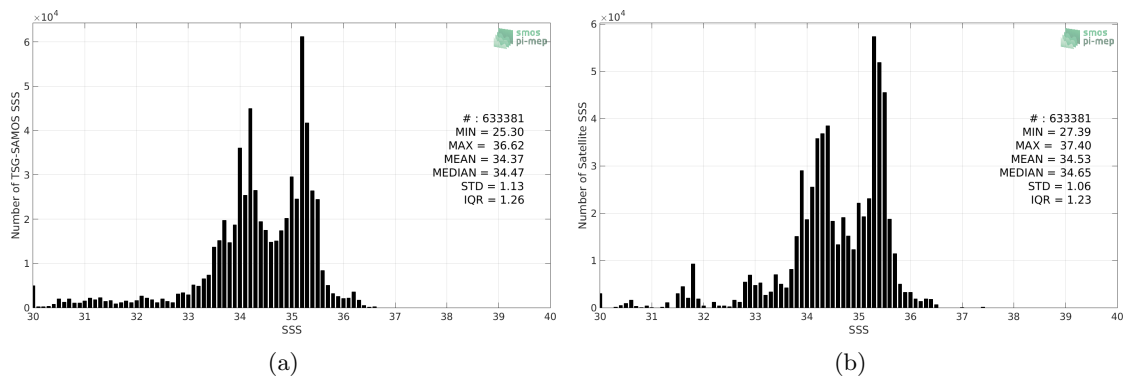 ×10⁴
Number of TSG-SAMOS SSS
6
5
4
3
2
1
0
30 31 32 33 34 35 36 37 38 39 40
SSS
smos
pi-mep
# : 633381
MIN = 25.30
MAX = 36.62
MEAN = 34.37
MEDIAN = 34.47
STD = 1.13
IQR = 1.26
(a)
×10⁴
Number of Satellite SSS
6
5
4
3
2
1
0
30 31 32 33 34 35 36 37 38 39 40
SSS
smos
pi-mep
# : 633381
MIN = 27.39
MAX = 37.40
MEAN = 34.53
MEDIAN = 34.65
STD = 1.06
IQR = 1.23
(b)